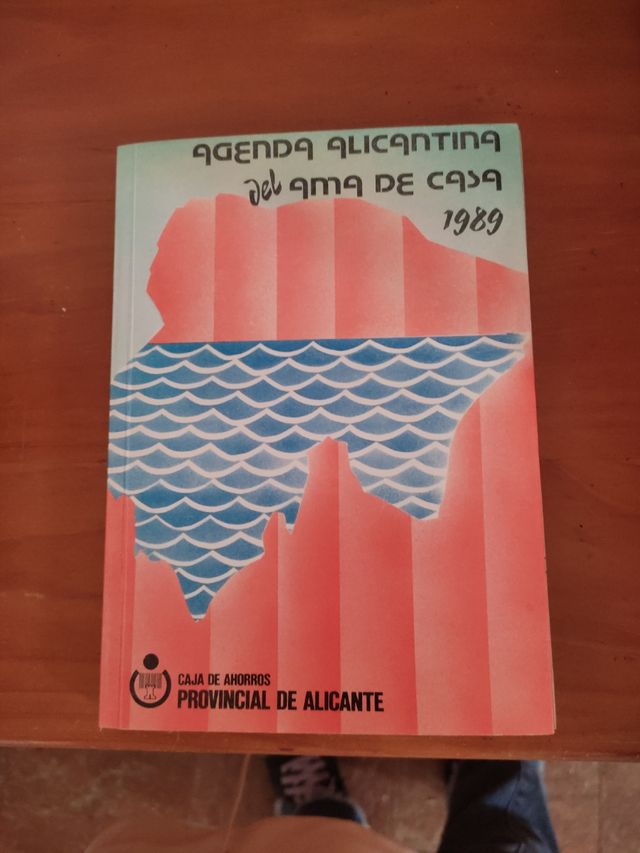 AGENDA ALICANTINA
del AMA DE CASA
1989
CAJA DE AHORROS
PROVINCIAL DE ALICANTE